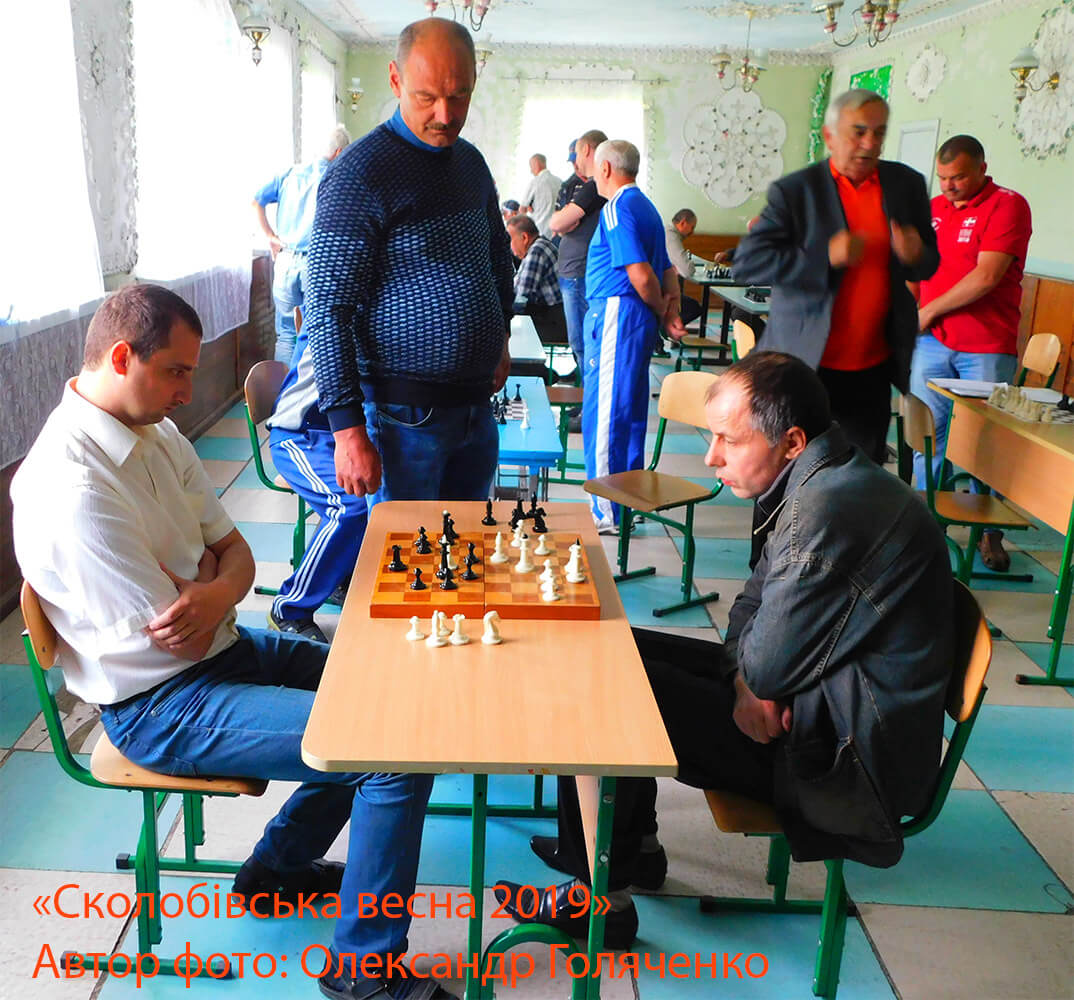 «Сколобівська весна 2019»
Автор фото: Олександр Голяченко